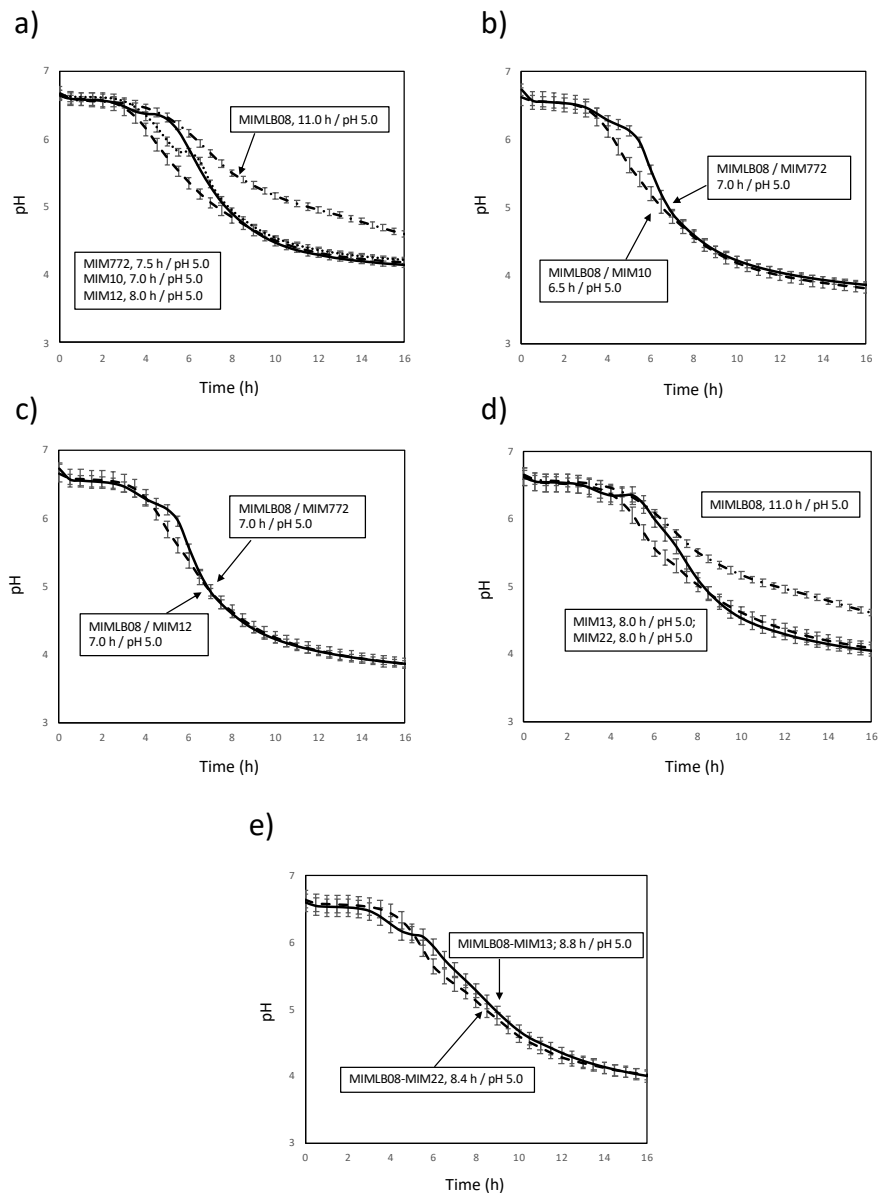 a)
7
6
5
4
3
pH
MIMLB08, 11.0 h / pH 5.0
MIM772, 7.5 h / pH 5.0
MIM10, 7.0 h / pH 5.0
MIM12, 8.0 h / pH 5.0
0 2 4 6 8 10 12 14 16
Time (h)
b)
7
6
5
4
3
pH
MIMLB08 / MIM772
7.0 h / pH 5.0
MIMLB08 / MIM10
6.5 h / pH 5.0
0 2 4 6 8 10 12 14 16
Time (h)
c)
7
6
5
4
3
pH
MIMLB08 / MIM772
7.0 h / pH 5.0
MIMLB08 / MIM12
7.0 h / pH 5.0
0 2 4 6 8 10 12 14 16
Time (h)
d)
7
6
5
4
3
pH
MIMLB08, 11.0 h / pH 5.0
MIM13, 8.0 h / pH 5.0;
MIM22, 8.0 h / pH 5.0
0 2 4 6 8 10 12 14 16
Time (h)
e)
7
6
5
4
3
pH
MIMLB08-MIM13; 8.8 h / pH 5.0
MIMLB08-MIM22, 8.4 h / pH 5.0
0 2 4 6 8 10 12 14 16
Time (h)